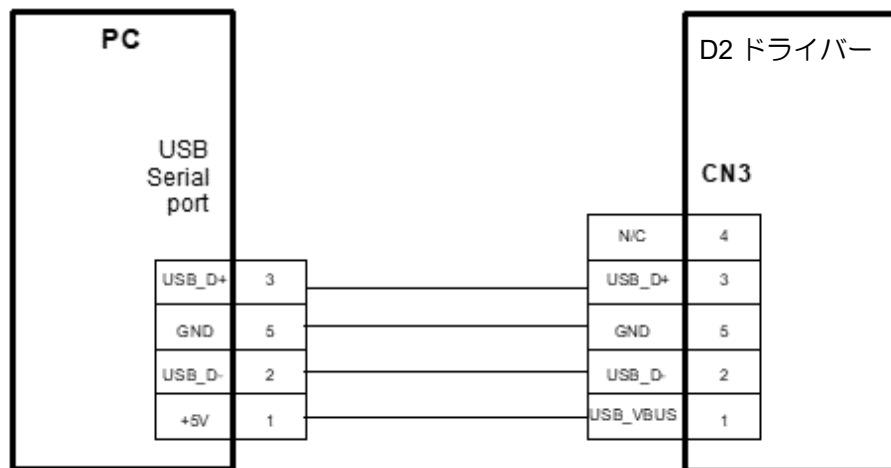 PC
D2 ドライバー
USB
Serial
port
CN3
N/C 4
USB_D+ 3 USB_D+ 3
GND 5 GND 5
USB_D- 2 USB_D- 2
+5V 1 USB_VBUS 1